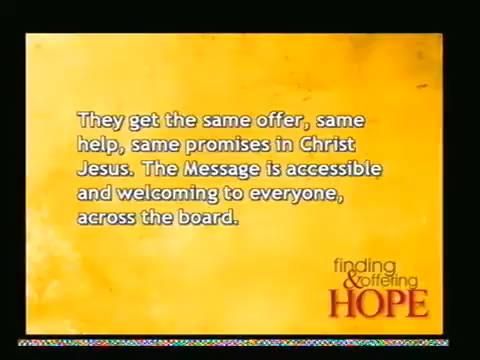 They get the same offer, same
help, same promises in Christ
Jesus. The Message is accessible
and welcoming to everyone,
across the board.
finding
& offering
HOPE